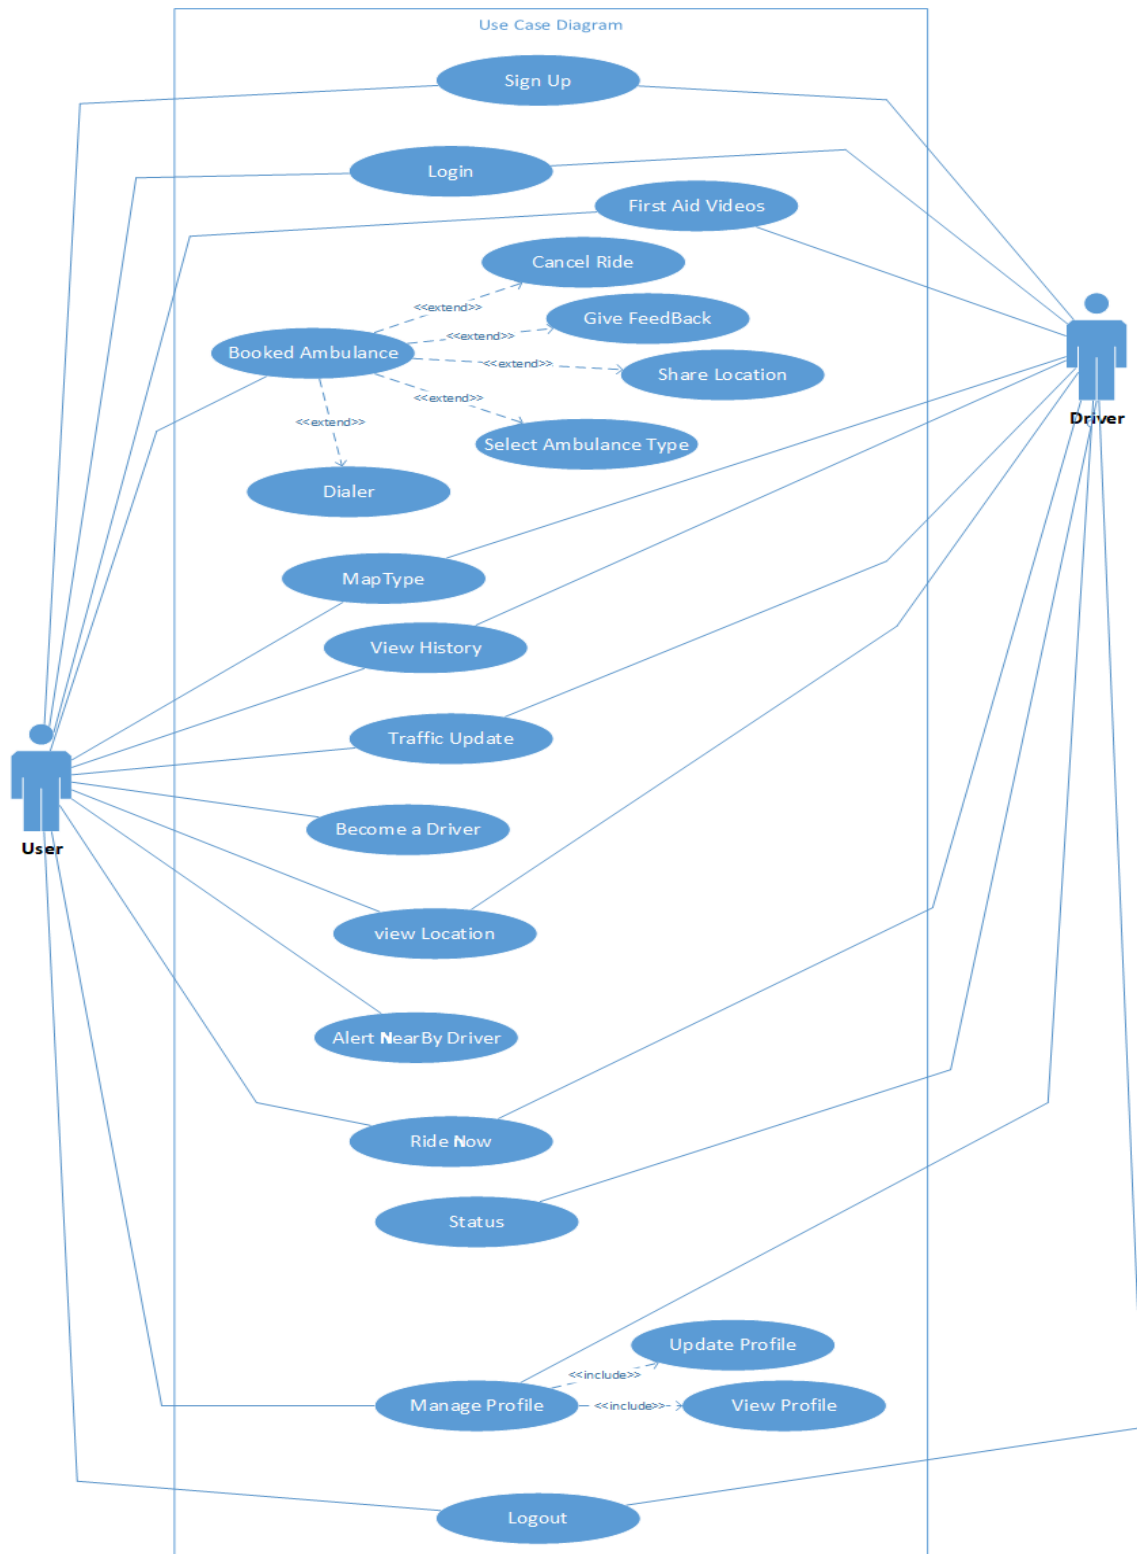 Use Case Diagram
Sign Up
Login
First Aid Videos
Cancel Ride
<<extend>>
Give FeedBack
<<extend>>
Booked Ambulance
<<extend>>
Share Location
<<extend>>
Driver
<<extend>>
Select Ambulance Type
Dialer
MapType
View History
Traffic Update
Become a Driver
User
view Location
Alert NearBy Driver
Ride Now
Status
Update Profile
<<include>>
Manage Profile
<<include>>
View Profile
Logout